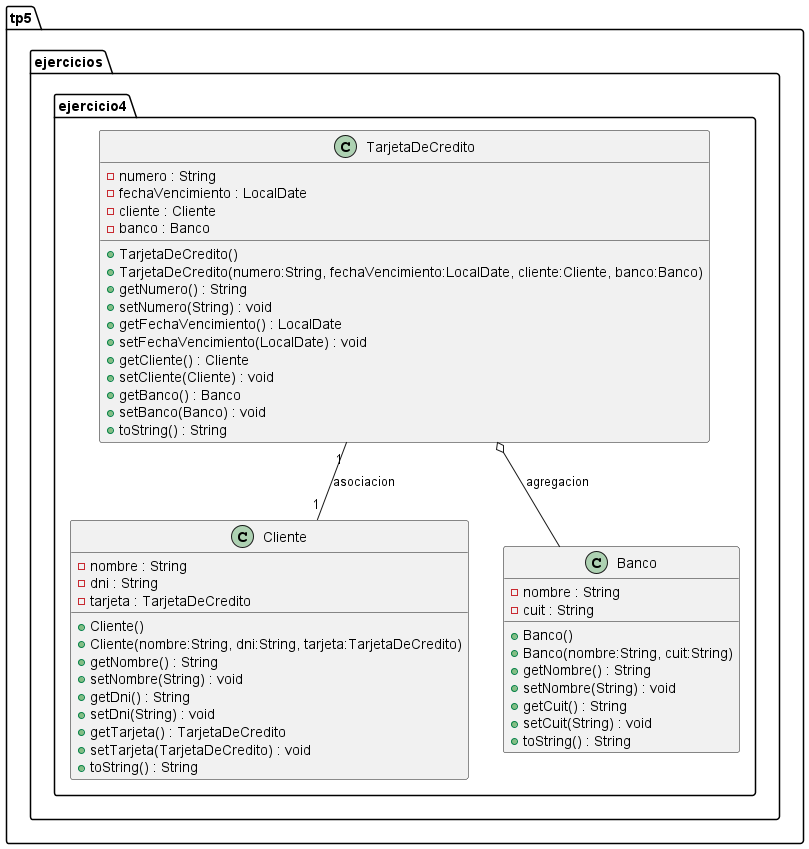 tp5
ejercicios
ejercicio4
C TarjetaDeCredito
numero : String
fechaVencimiento : LocalDate
cliente : Cliente
banco : Banco
TarjetaDeCredito()
TarjetaDeCredito(numero:String, fechaVencimiento:LocalDate, cliente:Cliente, banco:Banco)
getNumero() : String
setNumero(String) : void
getFechaVencimiento() : LocalDate
setFechaVencimiento(LocalDate) : void
getCliente() : Cliente
setCliente(Cliente) : void
getBanco() : Banco
setBanco(Banco) : void
toString() : String
1
asociacion
1
agregacion
C Cliente
nombre : String
dni : String
tarjeta : TarjetaDeCredito
Cliente()
Cliente(nombre:String, dni:String, tarjeta:TarjetaDeCredito)
getNombre() : String
setNombre(String) : void
getDni() : String
setDni(String) : void
getTarjeta() : TarjetaDeCredito
setTarjeta(TarjetaDeCredito) : void
toString() : String
C Banco
nombre : String
cuit : String
Banco()
Banco(nombre:String, cuit:String)
getNombre() : String
setNombre(String) : void
getCuit() : String
setCuit(String) : void
toString() : String